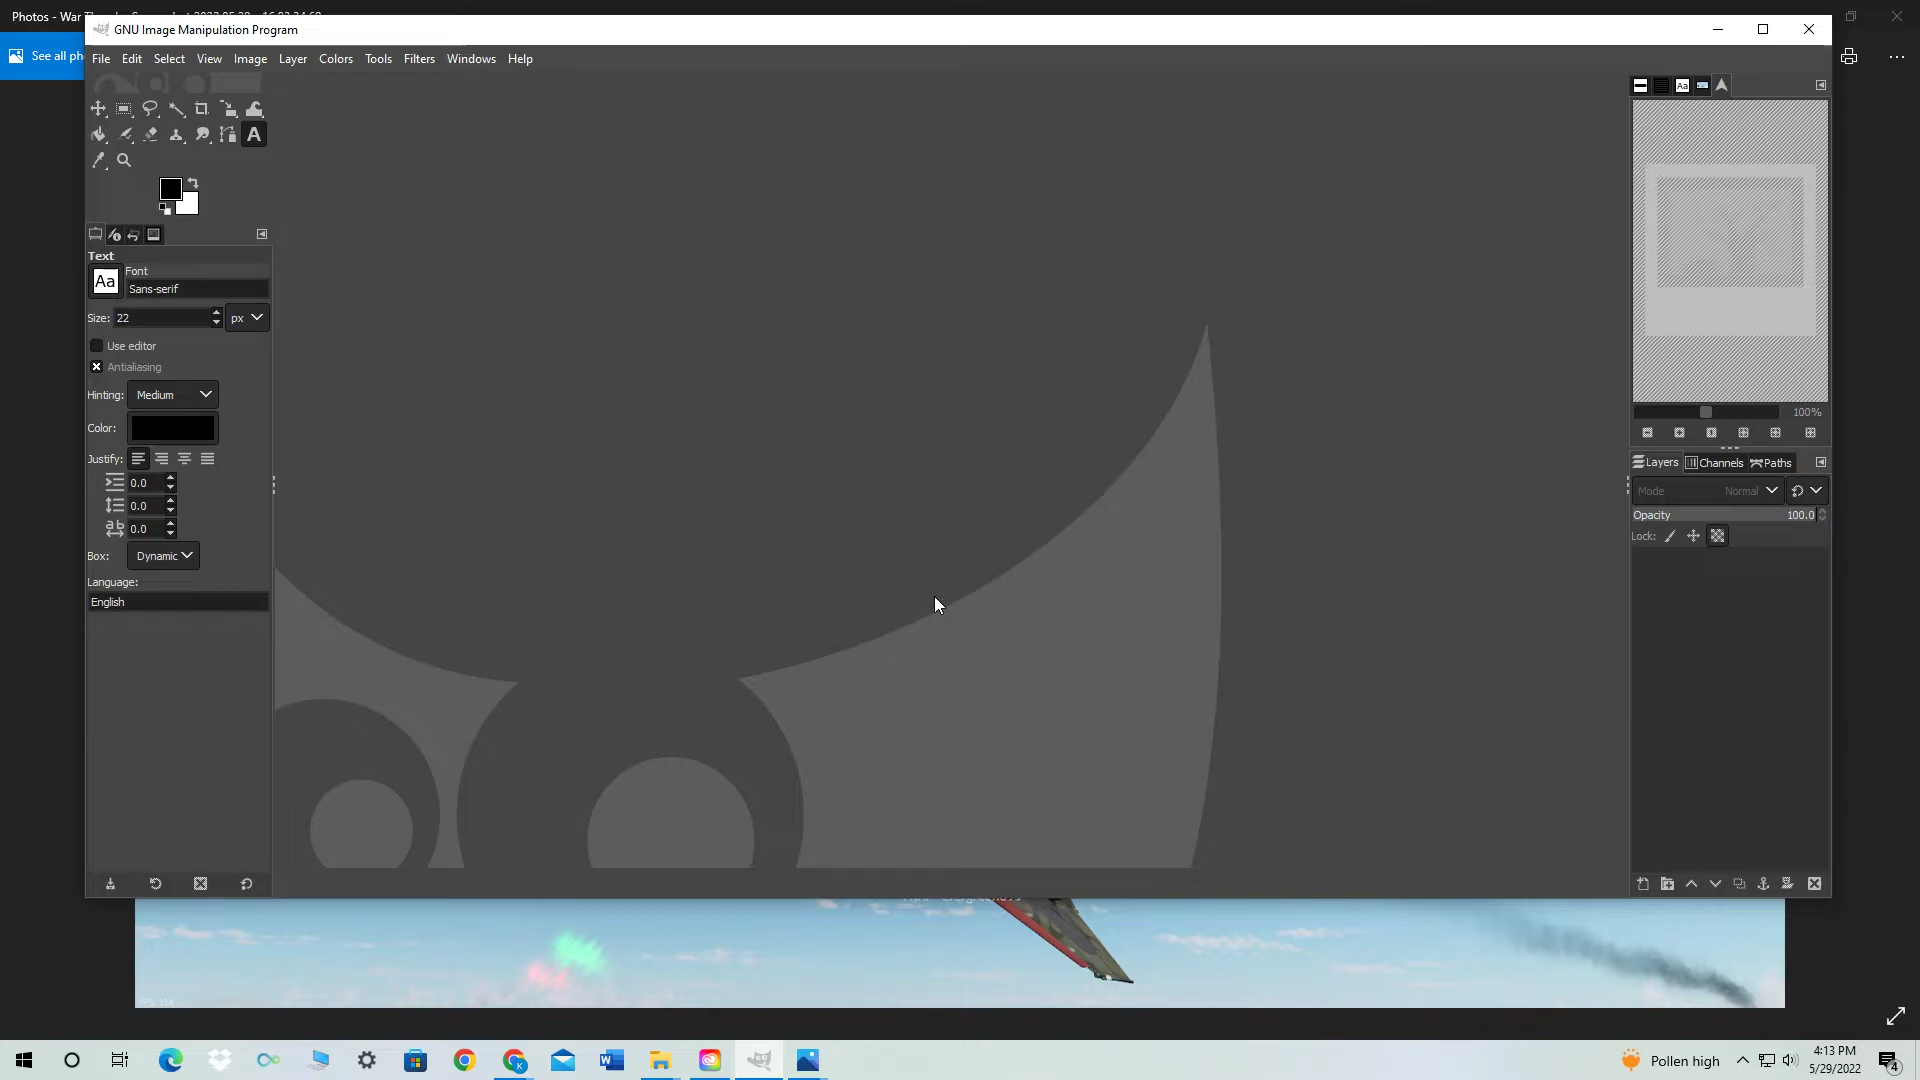 GNU Image Manipulation Program
See all ph
File Edit Select View Image Layer Colors Tools Filters Windows Help
Text
Aa
Font
Sans-serif
Size: 22 px
Use editor
Antialiasing
Hinting: Medium
Color:
Justify:
0.0
0.0
0.0
Box: Dynamic
Language:
English
100%
Layers Channels Paths
Mode Normal
Opacity 100.0
Lock:
Pollen high
4:13 PM
5/29/2022
4